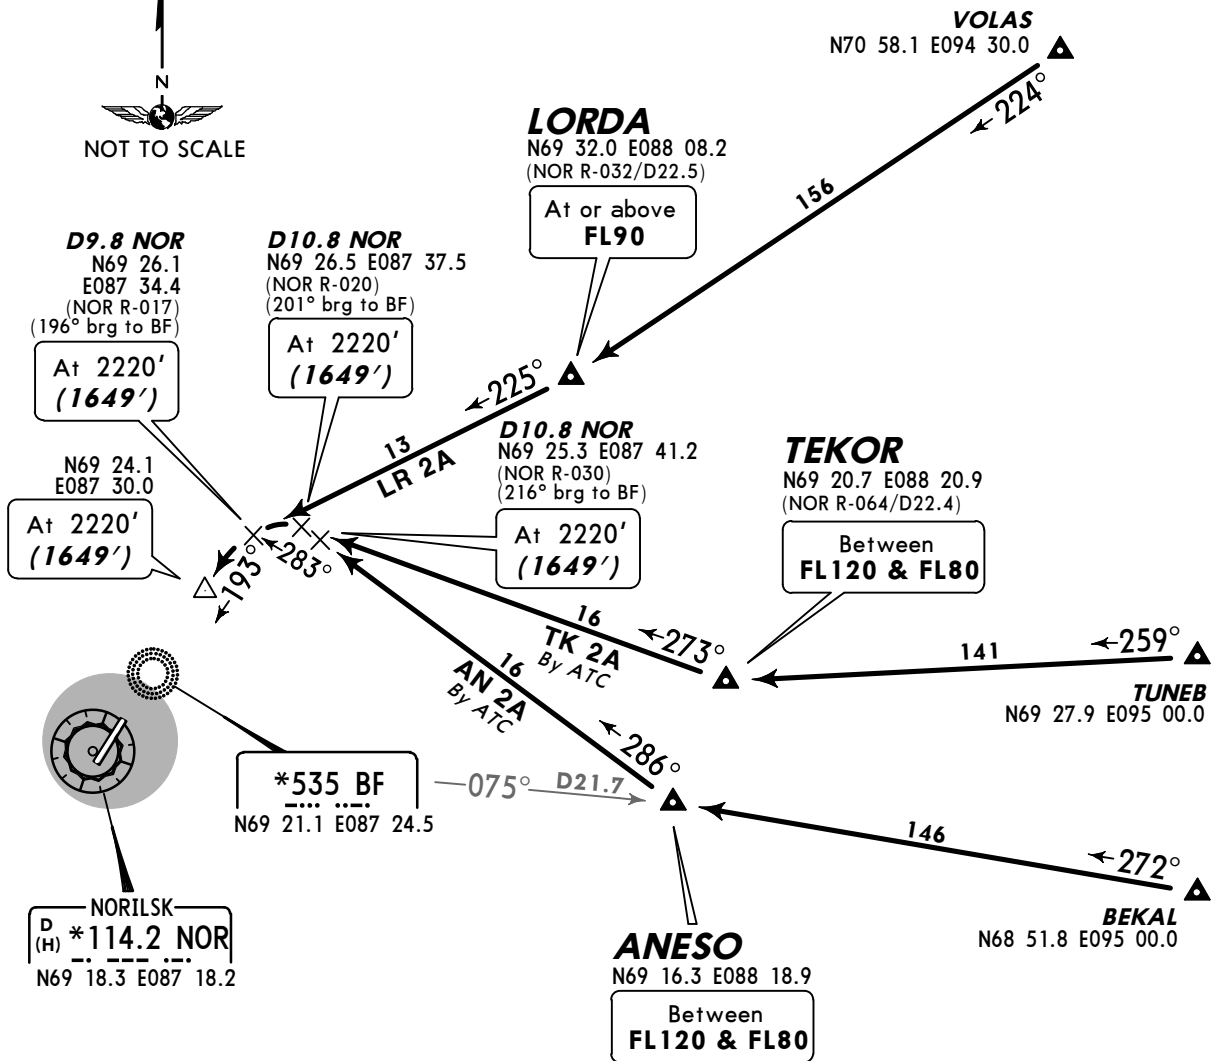 VOLAS
N70 58.1 E094 30.0
N
NOT TO SCALE
224°
156
LORDA
N69 32.0 E088 08.2
(NOR R-032/D22.5)
At or above
FL90
D9.8 NOR
N69 26.1
E087 34.4
(NOR R-017)
(196° brg to BF)
At 2220'
(1649')
D10.8 NOR
N69 26.5 E087 37.5
(NOR R-020)
(201° brg to BF)
At 2220'
(1649')
225°
13
LR 2A
D10.8 NOR
N69 25.3 E087 41.2
(NOR R-030)
(216° brg to BF)
At 2220'
(1649')
TEKOR
N69 20.7 E088 20.9
(NOR R-064/D22.4)
Between
FL120 & FL80
N69 24.1
E087 30.0
At 2220'
(1649')
283°
193°
16
TK 2A
By ATC
273°
141
259°
TUNEB
N69 27.9 E095 00.0
16
AN 2A
By ATC
286°
*535 BF
N69 21.1 E087 24.5
075°
D21.7
146
272°
BEKAL
N68 51.8 E095 00.0
NORILSK
D
(H)
*114.2 NOR
N69 18.3 E087 18.2
ANESO
N69 16.3 E088 18.9
Between
FL120 & FL80